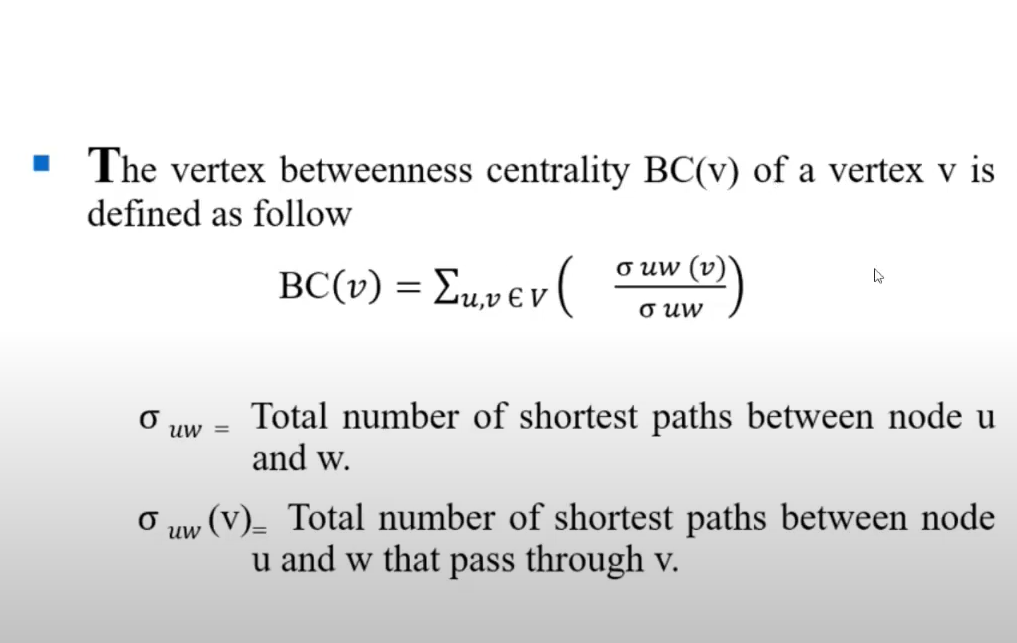 The vertex betweenness centrality BC(v) of a vertex v is
defined as follow
BC(v) = ∑u,v ϵ V ( σ uw (v) / σ uw )
σ uw = Total number of shortest paths between node u
and w.
σ uw (v)= Total number of shortest paths between node
u and w that pass through v.